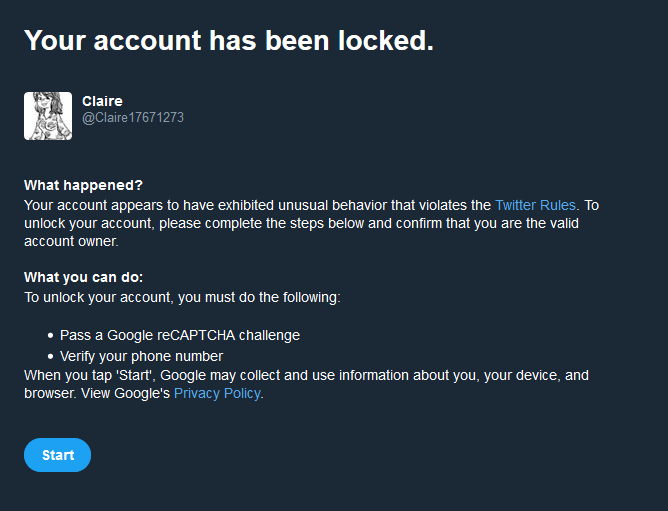 Your account has been locked.
Claire
@Claire17671273
What happened?
Your account appears to have exhibited unusual behavior that violates the Twitter Rules. To
unlock your account, please complete the steps below and confirm that you are the valid
account owner.
What you can do:
To unlock your account, you must do the following:
• Pass a Google reCAPTCHA challenge
• Verify your phone number
When you tap 'Start', Google may collect and use information about you, your device, and
browser. View Google's Privacy Policy.
Start